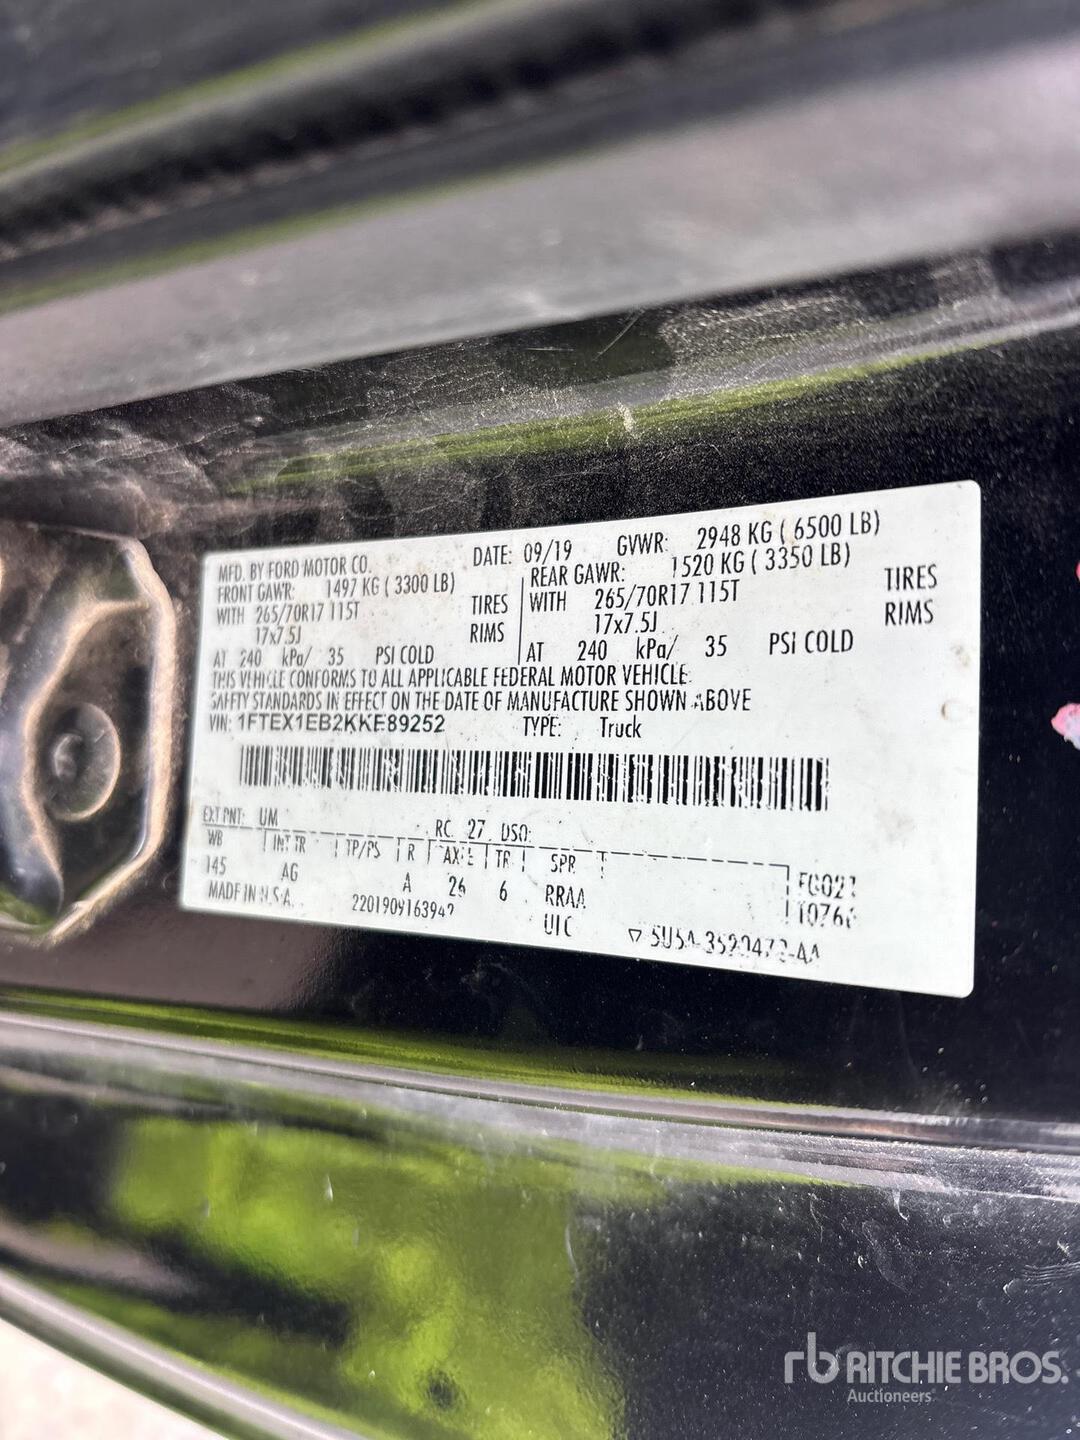 MFD. BY FORD MOTOR CO.
DATE: 09/19 GVWR: 2948 KG ( 6500 LB)
FRONT GAWR: 1497 KG ( 3300 LB)
REAR GAWR: 1520 KG ( 3350 LB)
WITH 265/70R17 115T TIRES
WITH 265/70R17 115T TIRES
17x7.5J RIMS
17x7.5J RIMS
AT 240 kPa/ 35 PSI COLD
AT 240 kPa/ 35 PSI COLD
THIS VEHICLE CONFORMS TO ALL APPLICABLE FEDERAL MOTOR VEHICLE
SAFETY STANDARDS IN EFFECT ON THE DATE OF MANUFACTURE SHOWN ABOVE
VIN: 1FTEX1EB2KKE89252 TYPE: Truck
EXT PNT: UM RC: 27 DSO:
WB INT TR TP/PS R AXLE TR SPR
145 AG A 26 6 RRAA
MADE IN U.S.A. UTC
rb RITCHIE BROS.
Auctioneers